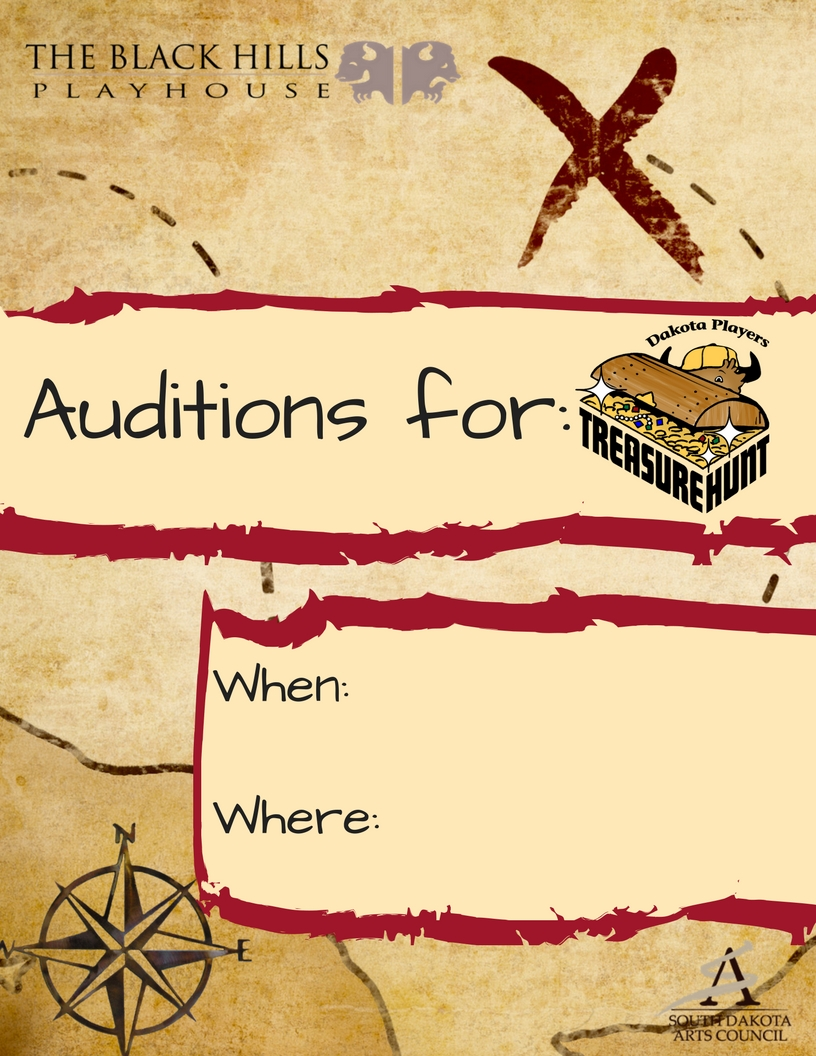 THE BLACK HILLS
PLAYHOUSE
Dakota Players
Auditions for:
TREASURE HUNT
When:
Where:
N
W
E
SOUTH DAKOTA
ARTS COUNCIL